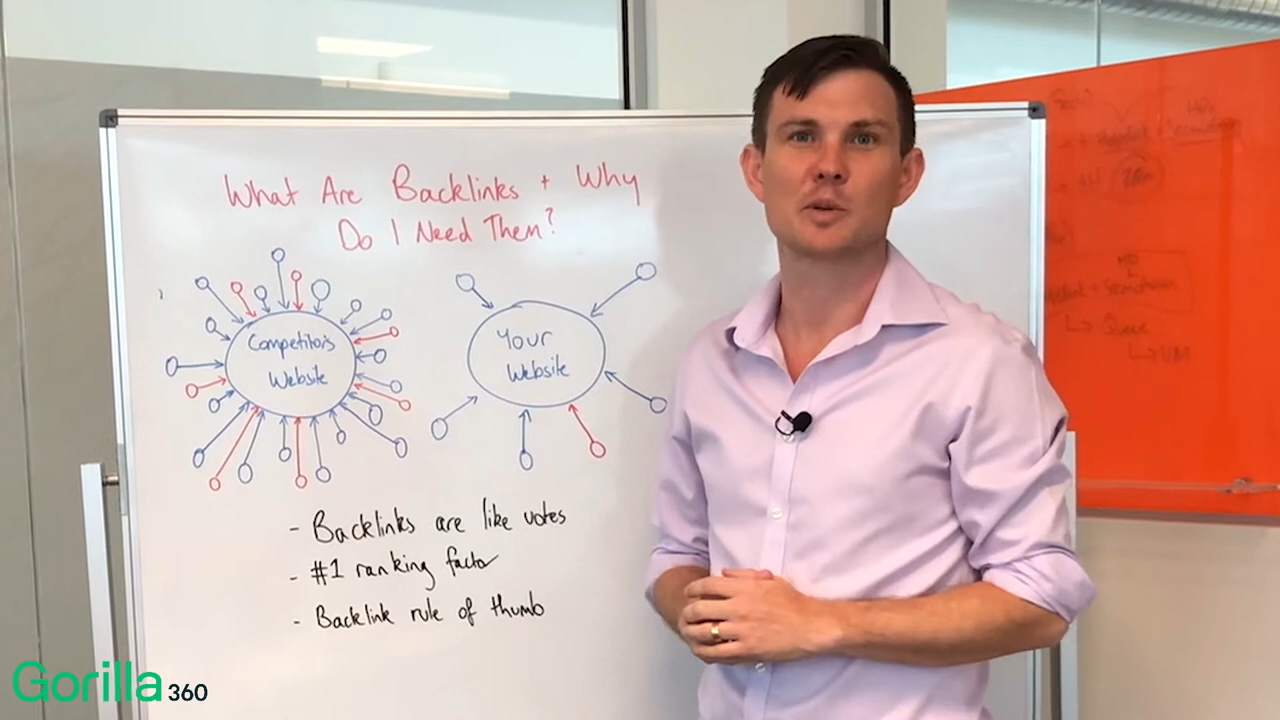 What Are Backlinks + Why
Do I Need Them?
Competitors
Website
Your
Website
- Backlinks are like votes
- #1 ranking factor
- Backlink rule of thumb
Gorilla 360